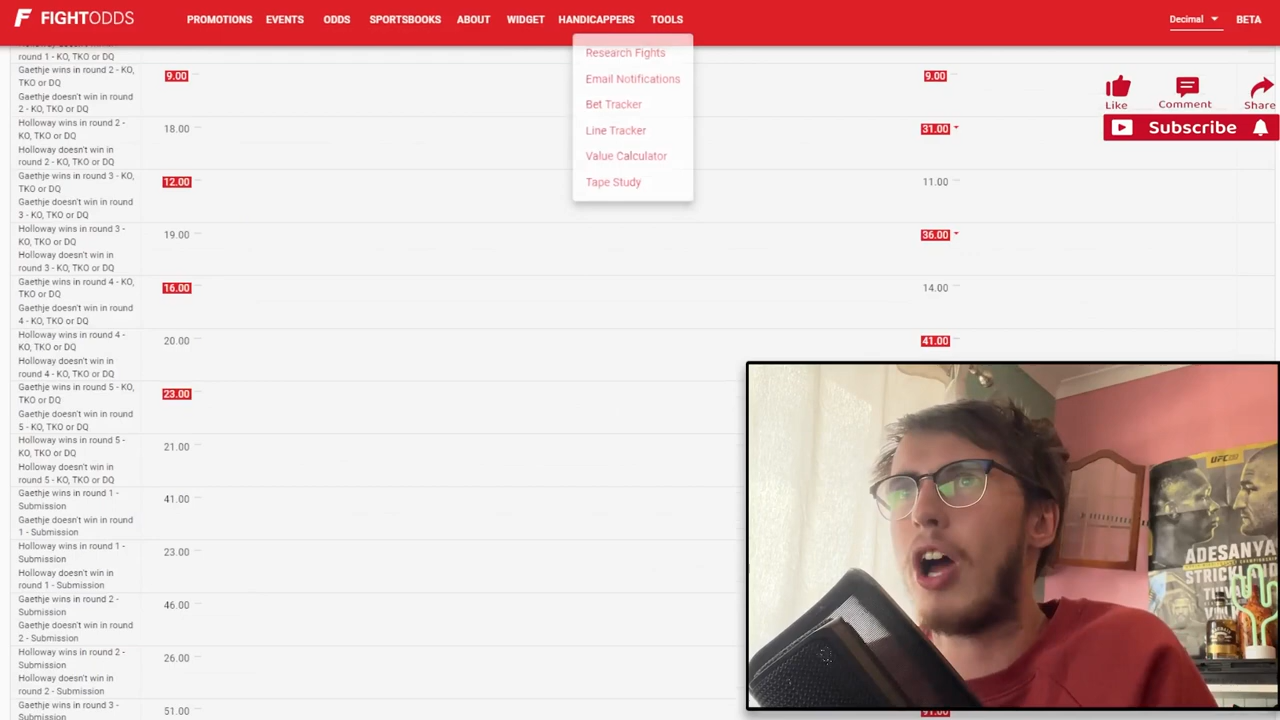 FIGHTODDS
PROMOTIONS EVENTS ODDS SPORTSBOOKS ABOUT WIDGET HANDICAPPERS TOOLS
Decimal
BETA
Research Fights
Email Notifications
Bet Tracker
Line Tracker
Value Calculator
Tape Study
Like
Comment
Share
Subscribe
round 1 - KO, TKO or DQ
Gaethje wins in round 2 - KO,
TKO or DQ
9.00
9.00
Gaethje doesn't win in round
2 - KO, TKO or DQ
Holloway wins in round 2 -
KO, TKO or DQ
18.00
31.00
Holloway doesn't win in
round 2 - KO, TKO or DQ
Gaethje wins in round 3 - KO,
TKO or DQ
12.00
11.00
Gaethje doesn't win in round
3 - KO, TKO or DQ
Holloway wins in round 3 -
KO, TKO or DQ
19.00
36.00
Holloway doesn't win in
round 3 - KO, TKO or DQ
Gaethje wins in round 4 - KO,
TKO or DQ
16.00
14.00
Gaethje doesn't win in round
4 - KO, TKO or DQ
Holloway wins in round 4 -
KO, TKO or DQ
20.00
41.00
Holloway doesn't win in
round 4 - KO, TKO or DQ
Gaethje wins in round 5 - KO,
TKO or DQ
23.00
Gaethje doesn't win in round
5 - KO, TKO or DQ
Holloway wins in round 5 -
KO, TKO or DQ
21.00
Holloway doesn't win in
round 5 - KO, TKO or DQ
Gaethje wins in round 1 -
Submission
41.00
Gaethje doesn't win in round
1 - Submission
Holloway wins in round 1 -
Submission
23.00
Holloway doesn't win in
round 1 - Submission
Gaethje wins in round 2 -
Submission
46.00
Gaethje doesn't win in round
2 - Submission
Holloway wins in round 2 -
Submission
26.00
Holloway doesn't win in
round 2 - Submission
Gaethje wins in round 3 -
Submission
51.00
91.00
UFC
ADESANYA